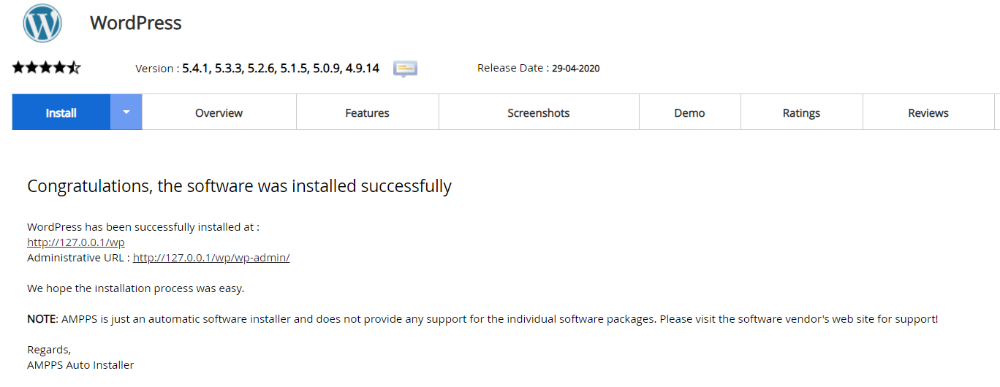 WordPress
Version : 5.4.1, 5.3.3, 5.2.6, 5.1.5, 5.0.9, 4.9.14 Release Date : 29-04-2020
Install Overview Features Screenshots Demo Ratings Reviews
Congratulations, the software was installed successfully
WordPress has been successfully installed at :
http://127.0.0.1/wp
Administrative URL : http://127.0.0.1/wp/wp-admin/
We hope the installation process was easy.
NOTE: AMPPS is just an automatic software installer and does not provide any support for the individual software packages. Please visit the software vendor's web site for support!
Regards,
AMPPS Auto Installer